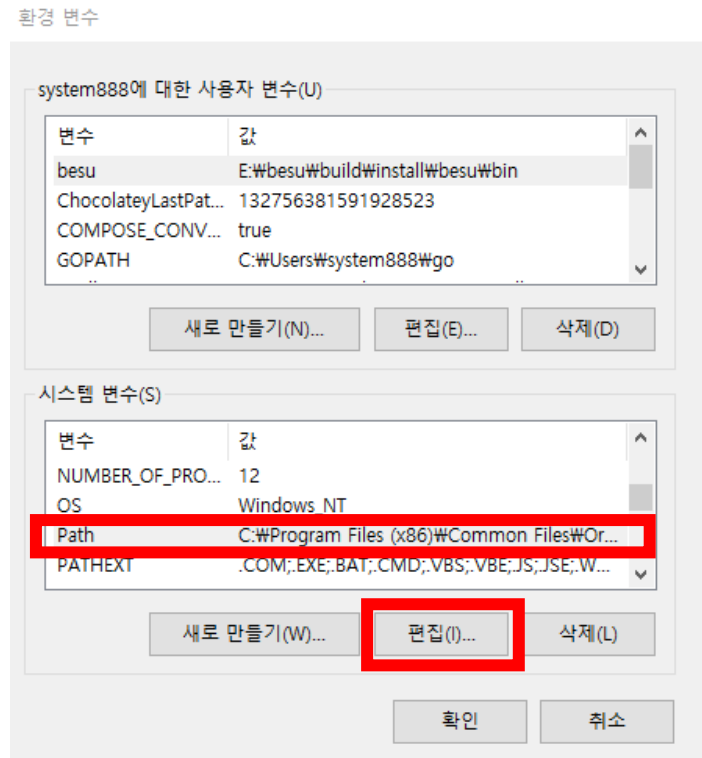 환경 변수
system888에 대한 사용자 변수(U)
변수 값
besu E:₩besu₩build₩install₩besu₩bin
ChocolateyLastPat... 132756381591928523
COMPOSE_CONV... true
GOPATH C:₩Users₩system888₩go
새로 만들기(N)... 편집(E)... 삭제(D)
시스템 변수(S)
변수 값
NUMBER_OF_PRO... 12
OS Windows_NT
Path C:₩Program Files (x86)₩Common Files₩Or...
PATHEXT .COM;.EXE;.BAT;.CMD;.VBS;.VBE;.JS;.JSE;.W...
새로 만들기(W)... 편집(I)... 삭제(L)
확인 취소